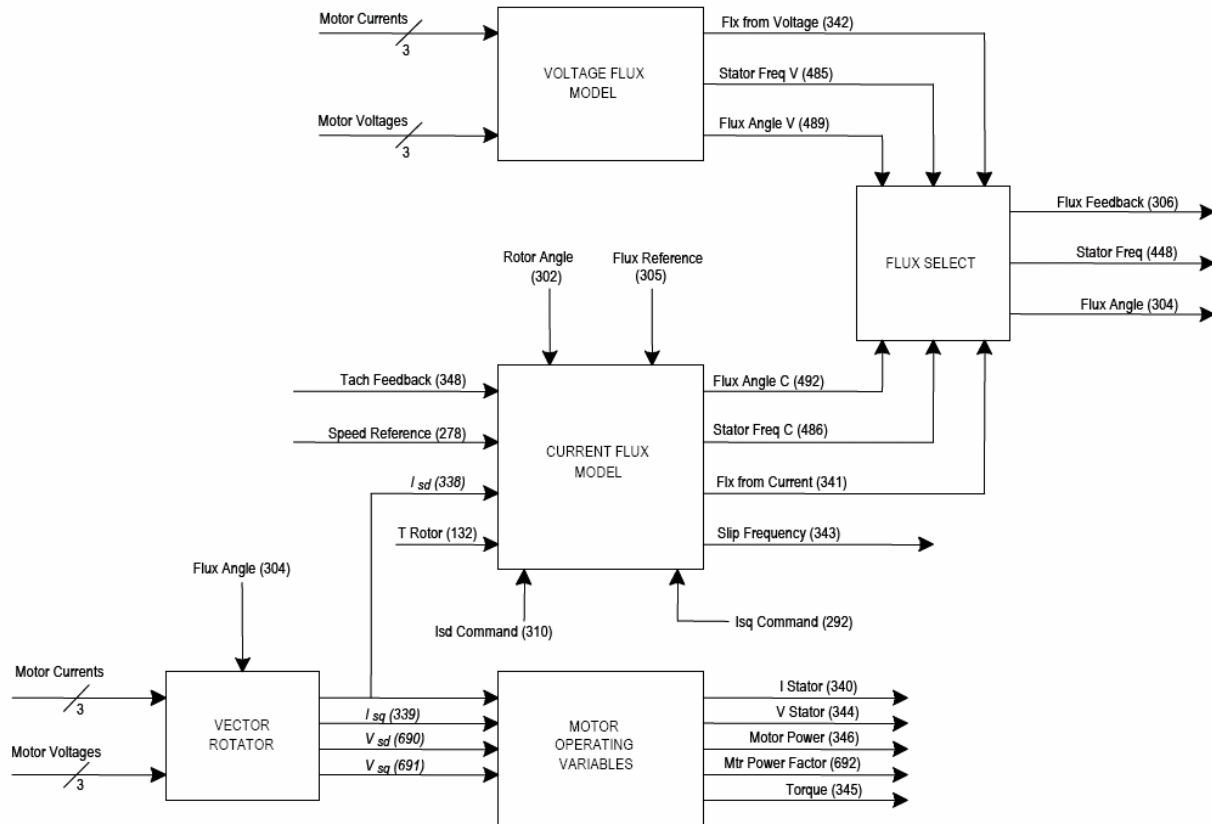 Motor Currents
3
Motor Voltages
3
VOLTAGE FLUX
MODEL
Flx from Voltage (342)
Stator Freq V (485)
Flux Angle V (489)
FLUX SELECT
Flux Feedback (306)
Stator Freq (448)
Flux Angle (304)
Rotor Angle
(302)
Flux Reference
(305)
Tach Feedback (348)
Speed Reference (278)
I sd (338)
T Rotor (132)
CURRENT FLUX
MODEL
Flux Angle C (492)
Stator Freq C (486)
Flx from Current (341)
Slip Frequency (343)
Isd Command (310)
Isq Command (292)
Flux Angle (304)
Motor Currents
3
Motor Voltages
3
VECTOR
ROTATOR
I sq (339)
V sd (690)
V sq (691)
MOTOR
OPERATING
VARIABLES
I Stator (340)
V Stator (344)
Motor Power (346)
Mtr Power Factor (692)
Torque (345)